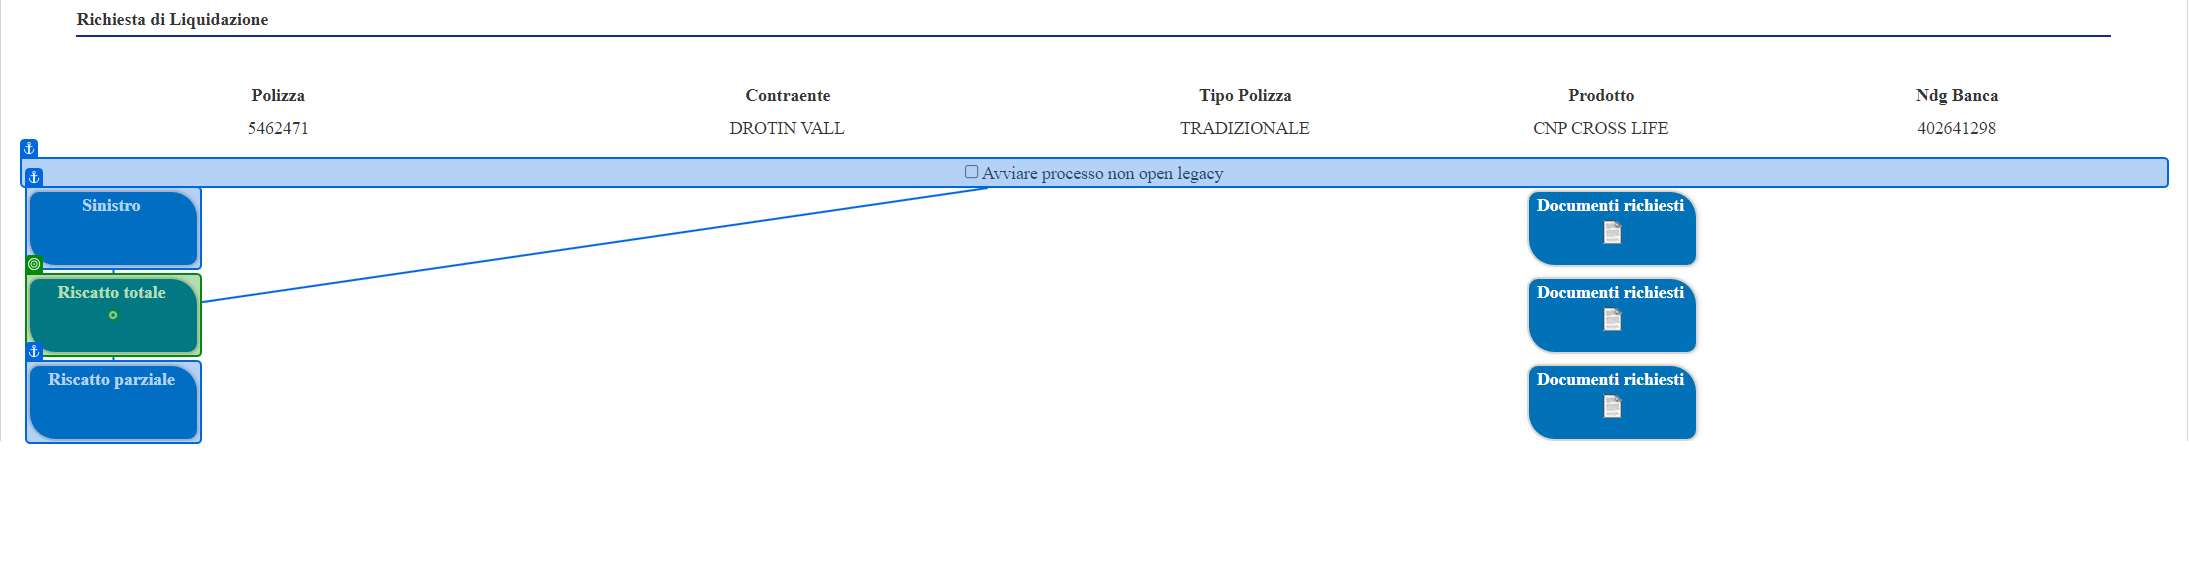 Richiesta di Liquidazione
Polizza Contraente Tipo Polizza Prodotto Ndg Banca
5462471 DROTIN VALL TRADIZIONALE CNP CROSS LIFE 402641298
Avviare processo non open legacy
Sinistro Documenti richiesti
Riscatto totale Documenti richiesti
Riscatto parziale Documenti richiesti